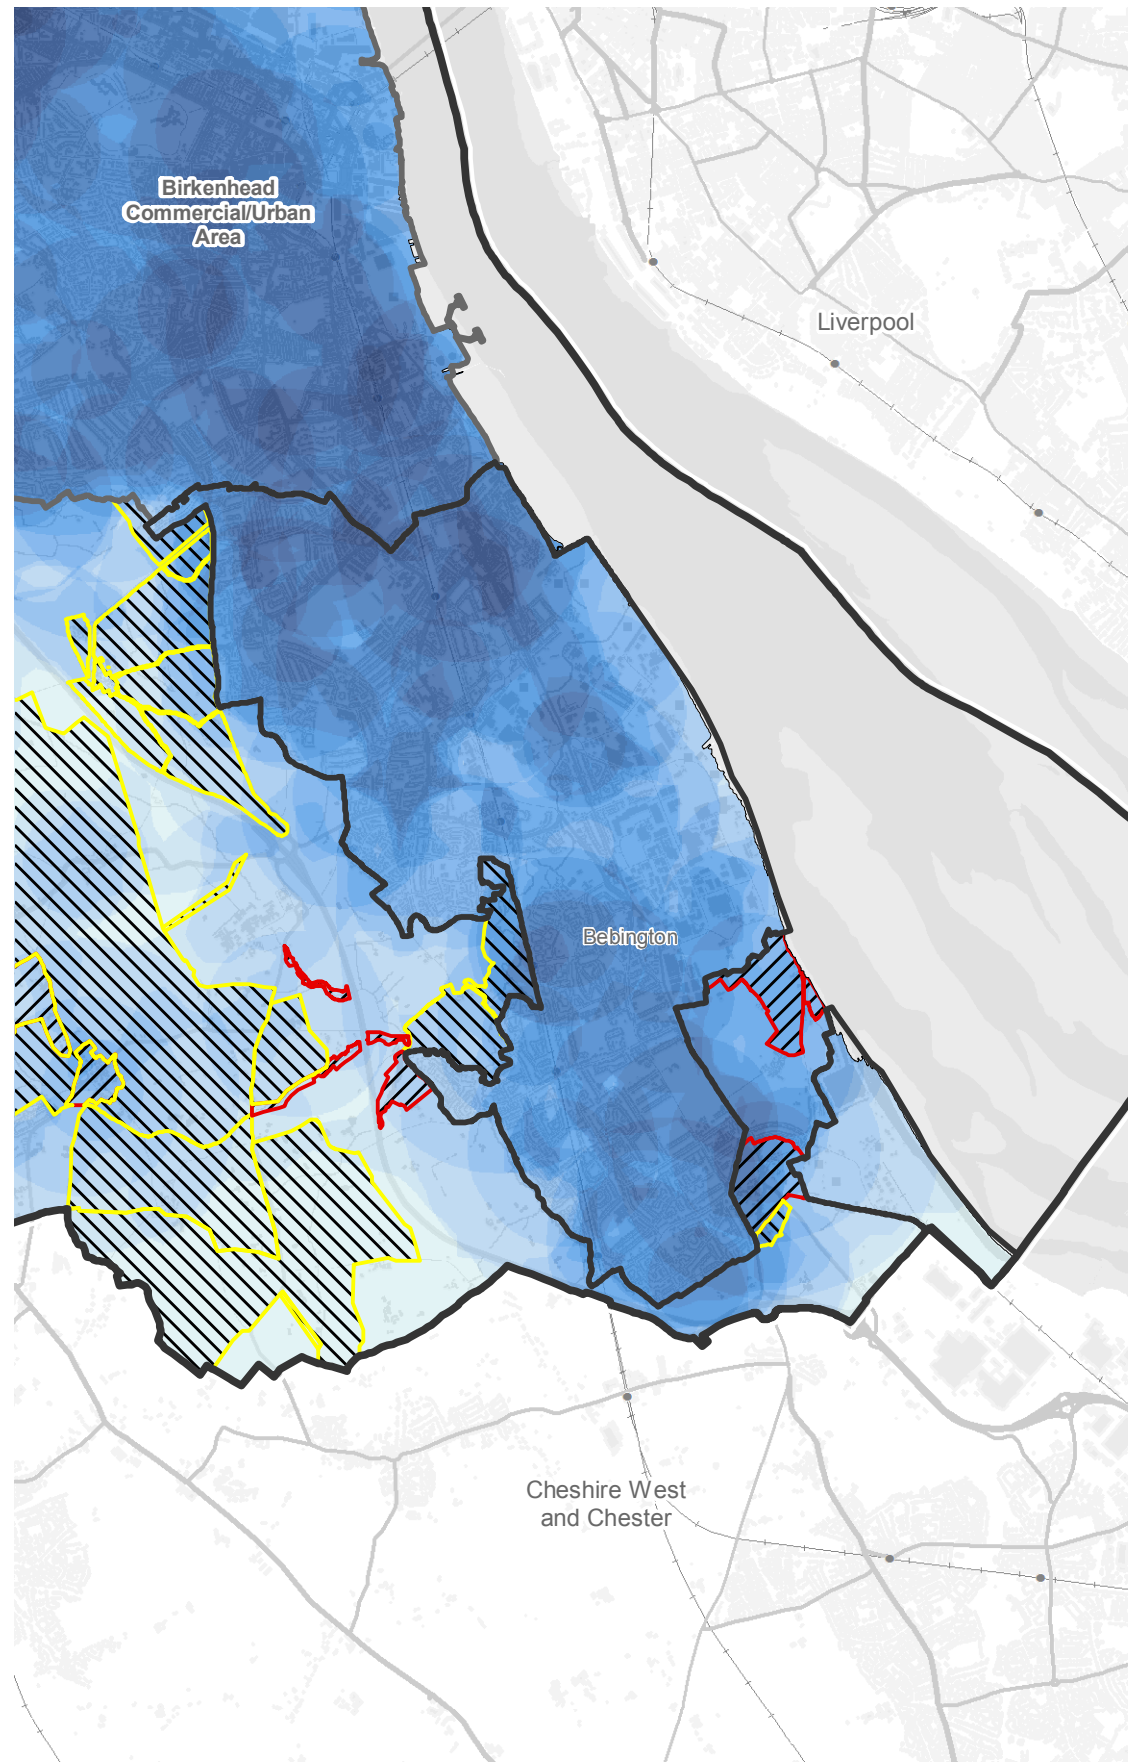 Birkenhead
Commercial/Urban
Area
Liverpool
Bebington
Cheshire West
and Chester